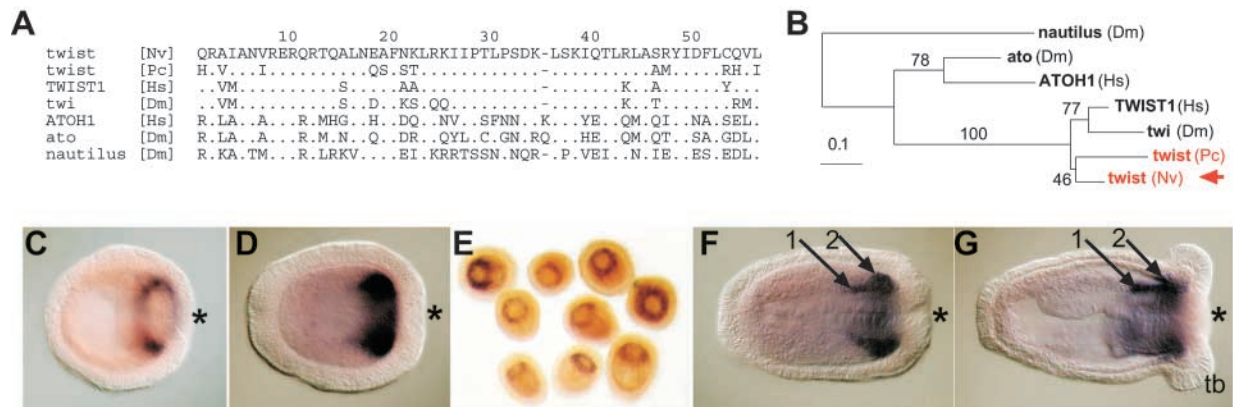 A
10 20 30 40 50
twist [Nv] QRAIANVRERQRTQALNEAFNKLRKIIPTLPSDK-LSKIQTLRLASRYIDFLCQVL
twist [Pc] H.V...I..........QS.ST............-.........AM.....RH.I
TWIST1 [Hs] ..VM..........S....AA............-.......K..A......Y...
twi [Dm] ..VM..........S..D..KS.QQ.........-.......K..T.......RM.
ATOH1 [Hs] R.LA..A...R.MHG..H..DQ..NV..SFNN..K....YE..QM.QI..NA.SEL.
ato [Dm] R.LA..A...R.M.N..Q..DR..QYL.C.GN.RQ....HE..QM.QT..SA.GDL.
nautilus [Dm] R.KA.TM...R.LRKV....EI.KRRTSSN.NQR-.P.VEI..N.IE..ES.EDL.
B
nautilus (Dm)
78
ato (Dm)
ATOH1 (Hs)
77
TWIST1 (Hs)
twi (Dm)
100
0.1
twist (Pc)
46
twist (Nv)
C
*
D
*
E
F
1 2
*
G
1 2
*
tb